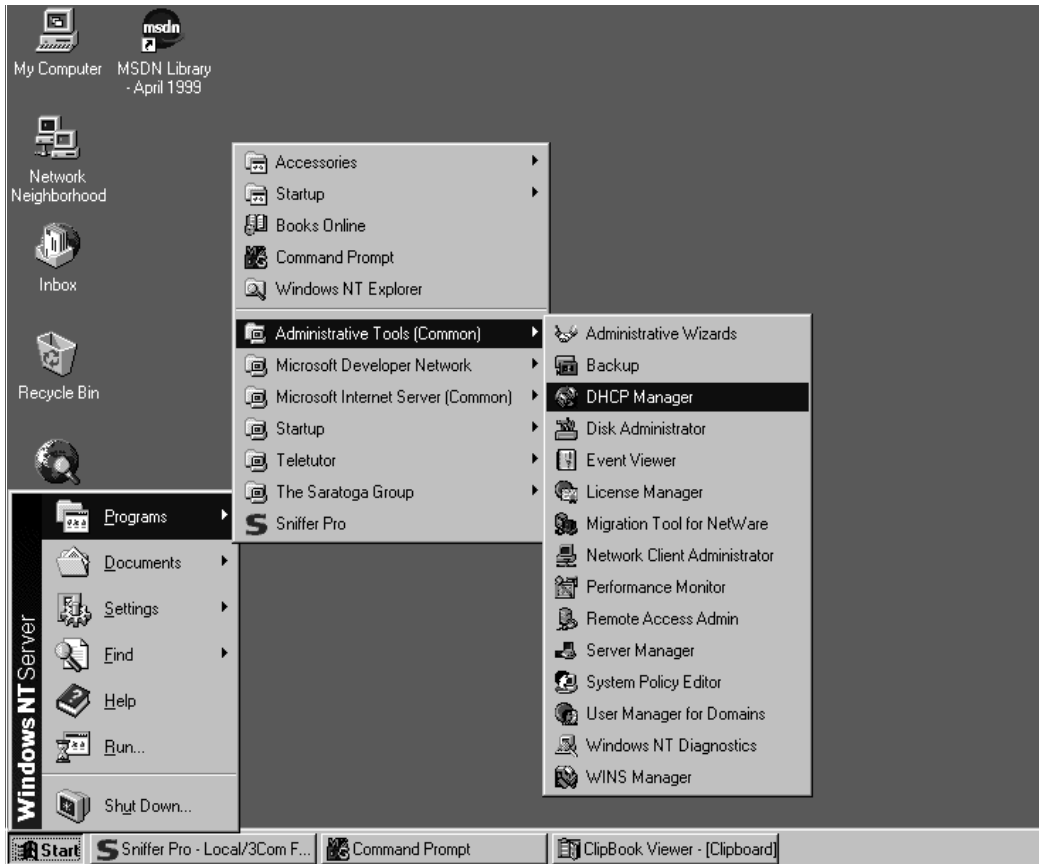 My Computer
msdn
MSDN Library
- April 1999
Network
Neighborhood
Inbox
Recycle Bin
Accessories
Startup
Books Online
Command Prompt
Windows NT Explorer
Administrative Tools (Common)
Microsoft Developer Network
Microsoft Internet Server (Common)
Startup
Teletutor
The Saratoga Group
Sniffer Pro
Administrative Wizards
Backup
DHCP Manager
Disk Administrator
Event Viewer
License Manager
Migration Tool for NetWare
Network Client Administrator
Performance Monitor
Remote Access Admin
Server Manager
System Policy Editor
User Manager for Domains
Windows NT Diagnostics
WINS Manager
Windows NT Server
Programs
Documents
Settings
Find
Help
Run...
Shut Down...
Start
Sniffer Pro - Local/3Com F...
Command Prompt
ClipBook Viewer - [Clipboard]